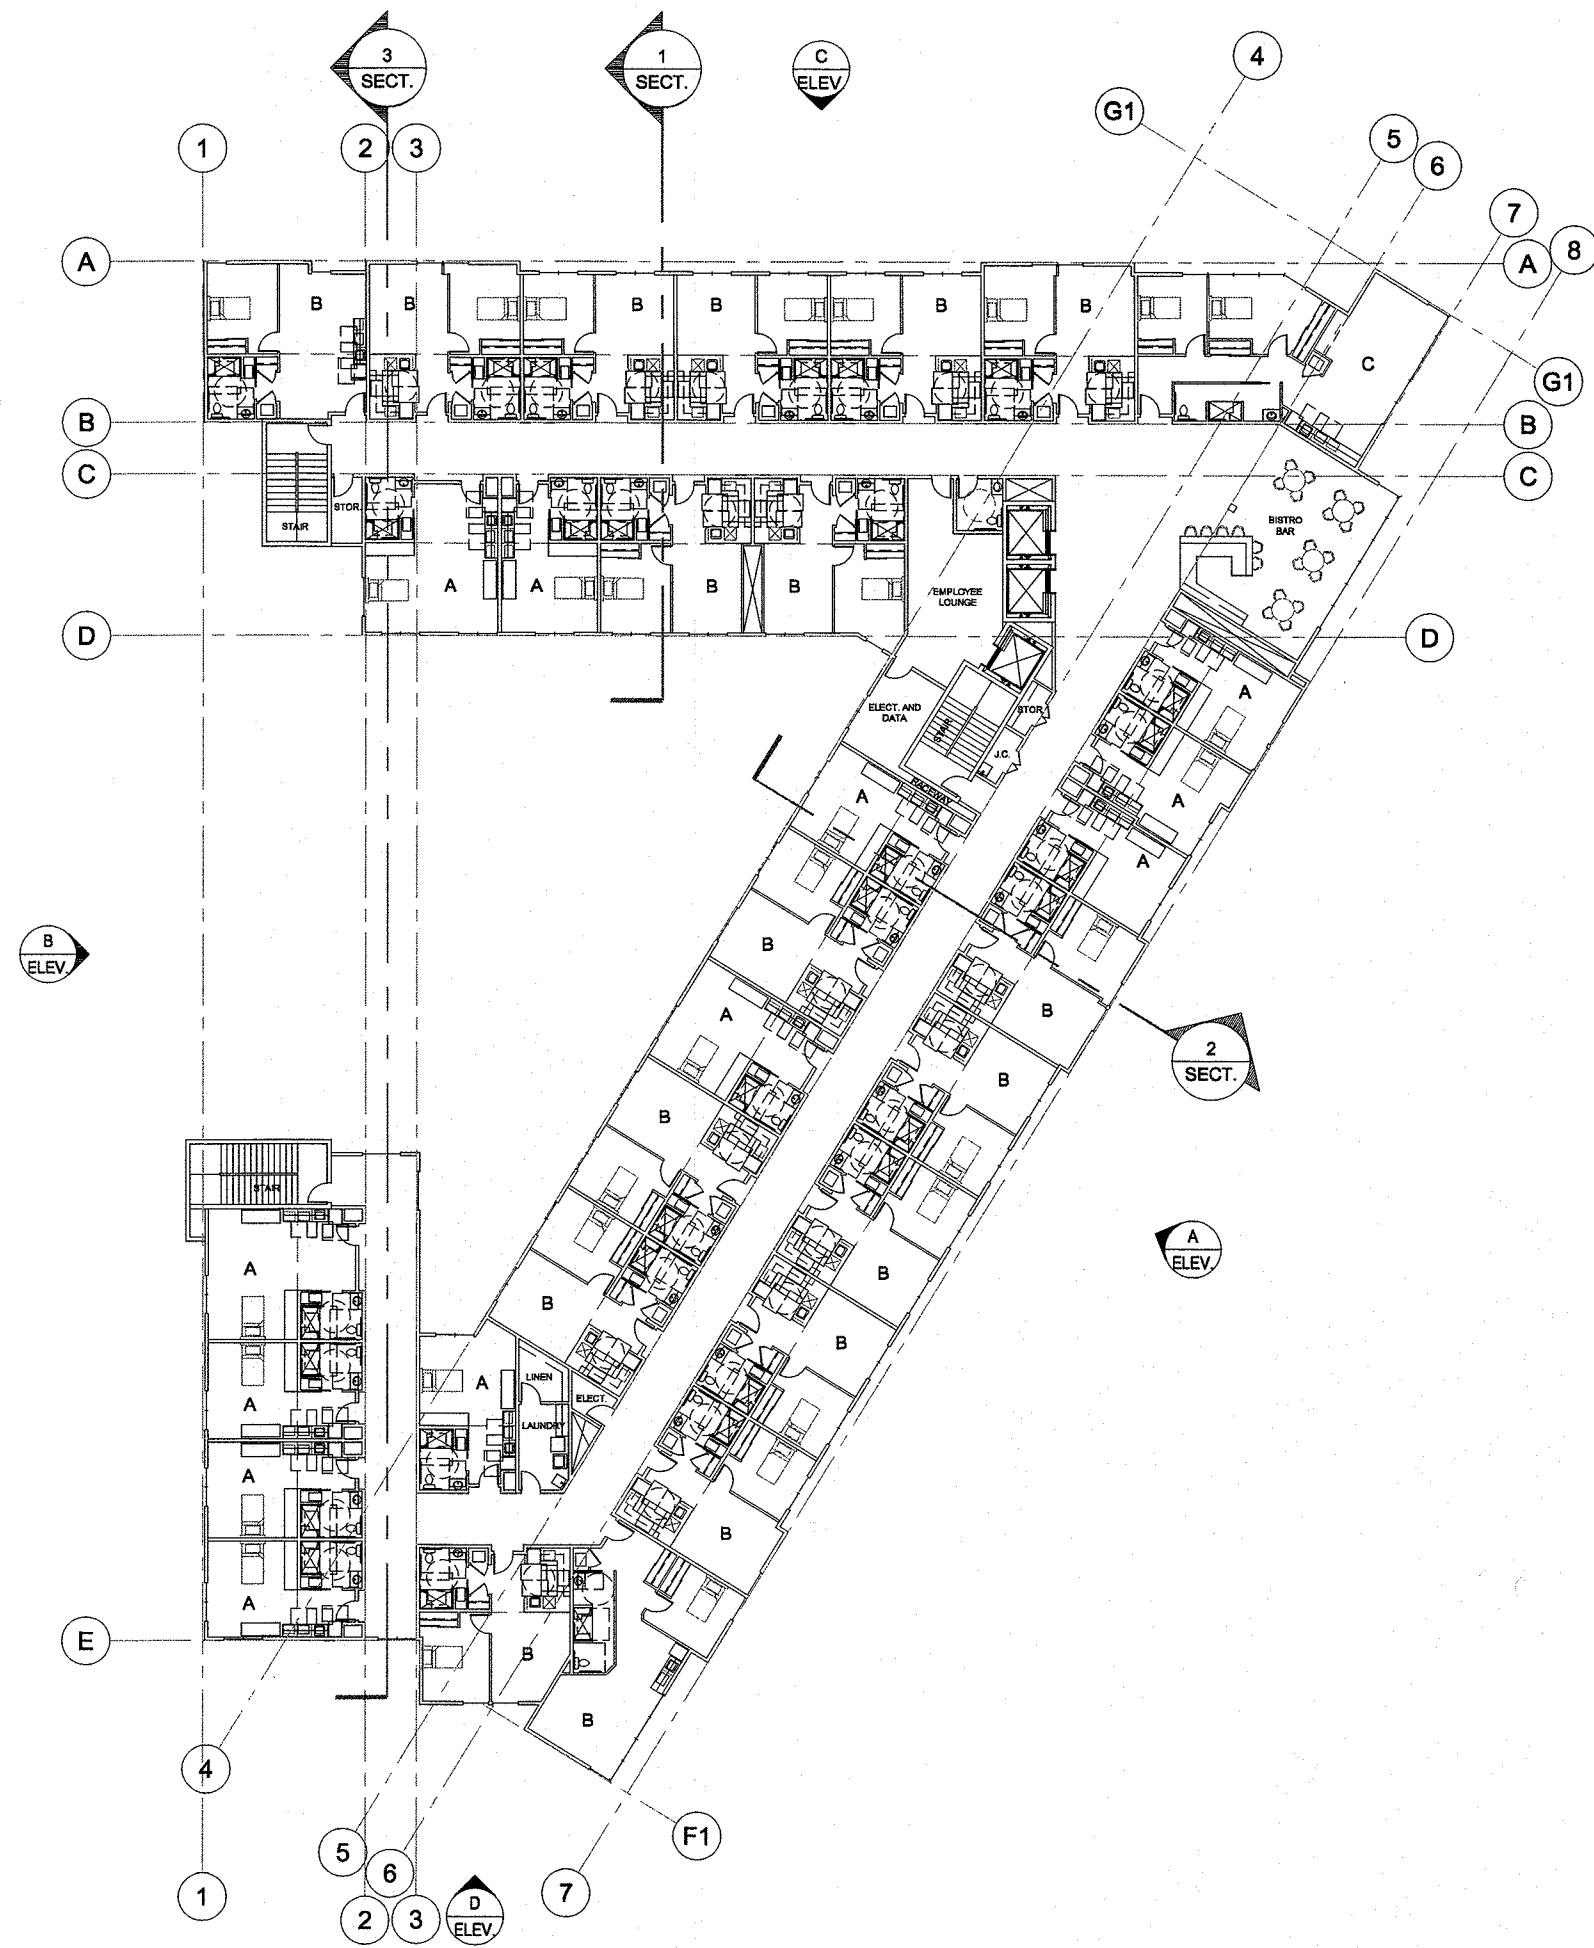 3
SECT.
1
SECT.
C
ELEV.
4
G1
5
6
1
2
3
7
8
A
A
B
B
B
B
B
B
C
G1
B
B
C
C
STOR.
STAIR
BISTRO
BAR
A
A
B
B
EMPLOYEE
LOUNGE
D
D
A
ELECT. AND
DATA
STAIR
STOR.
J.C.
RACEWAY
A
A
A
B
B
ELEV.
A
B
B
2
SECT.
B
B
STAIR
A
ELEV.
A
B
B
B
A
A
LINEN
ELECT.
LAUNDRY
A
B
A
E
B
B
4
F1
5
6
7
1
2
3
D
ELEV.